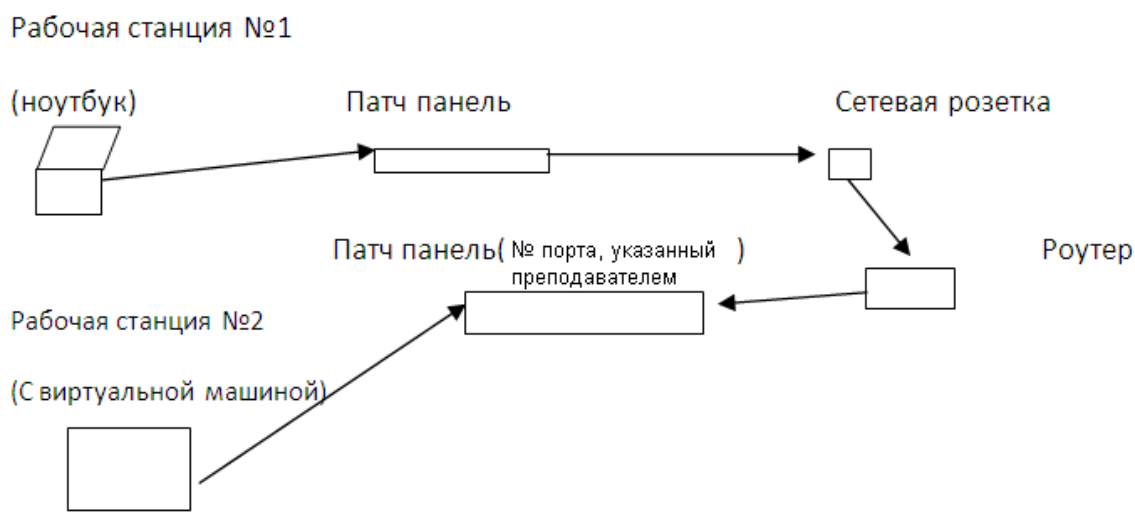 Рабочая станция №1
(ноутбук)
Патч панель
Сетевая розетка
Патч панель( № порта, указанный преподавателем )
Роутер
Рабочая станция №2
(С виртуальной машиной)